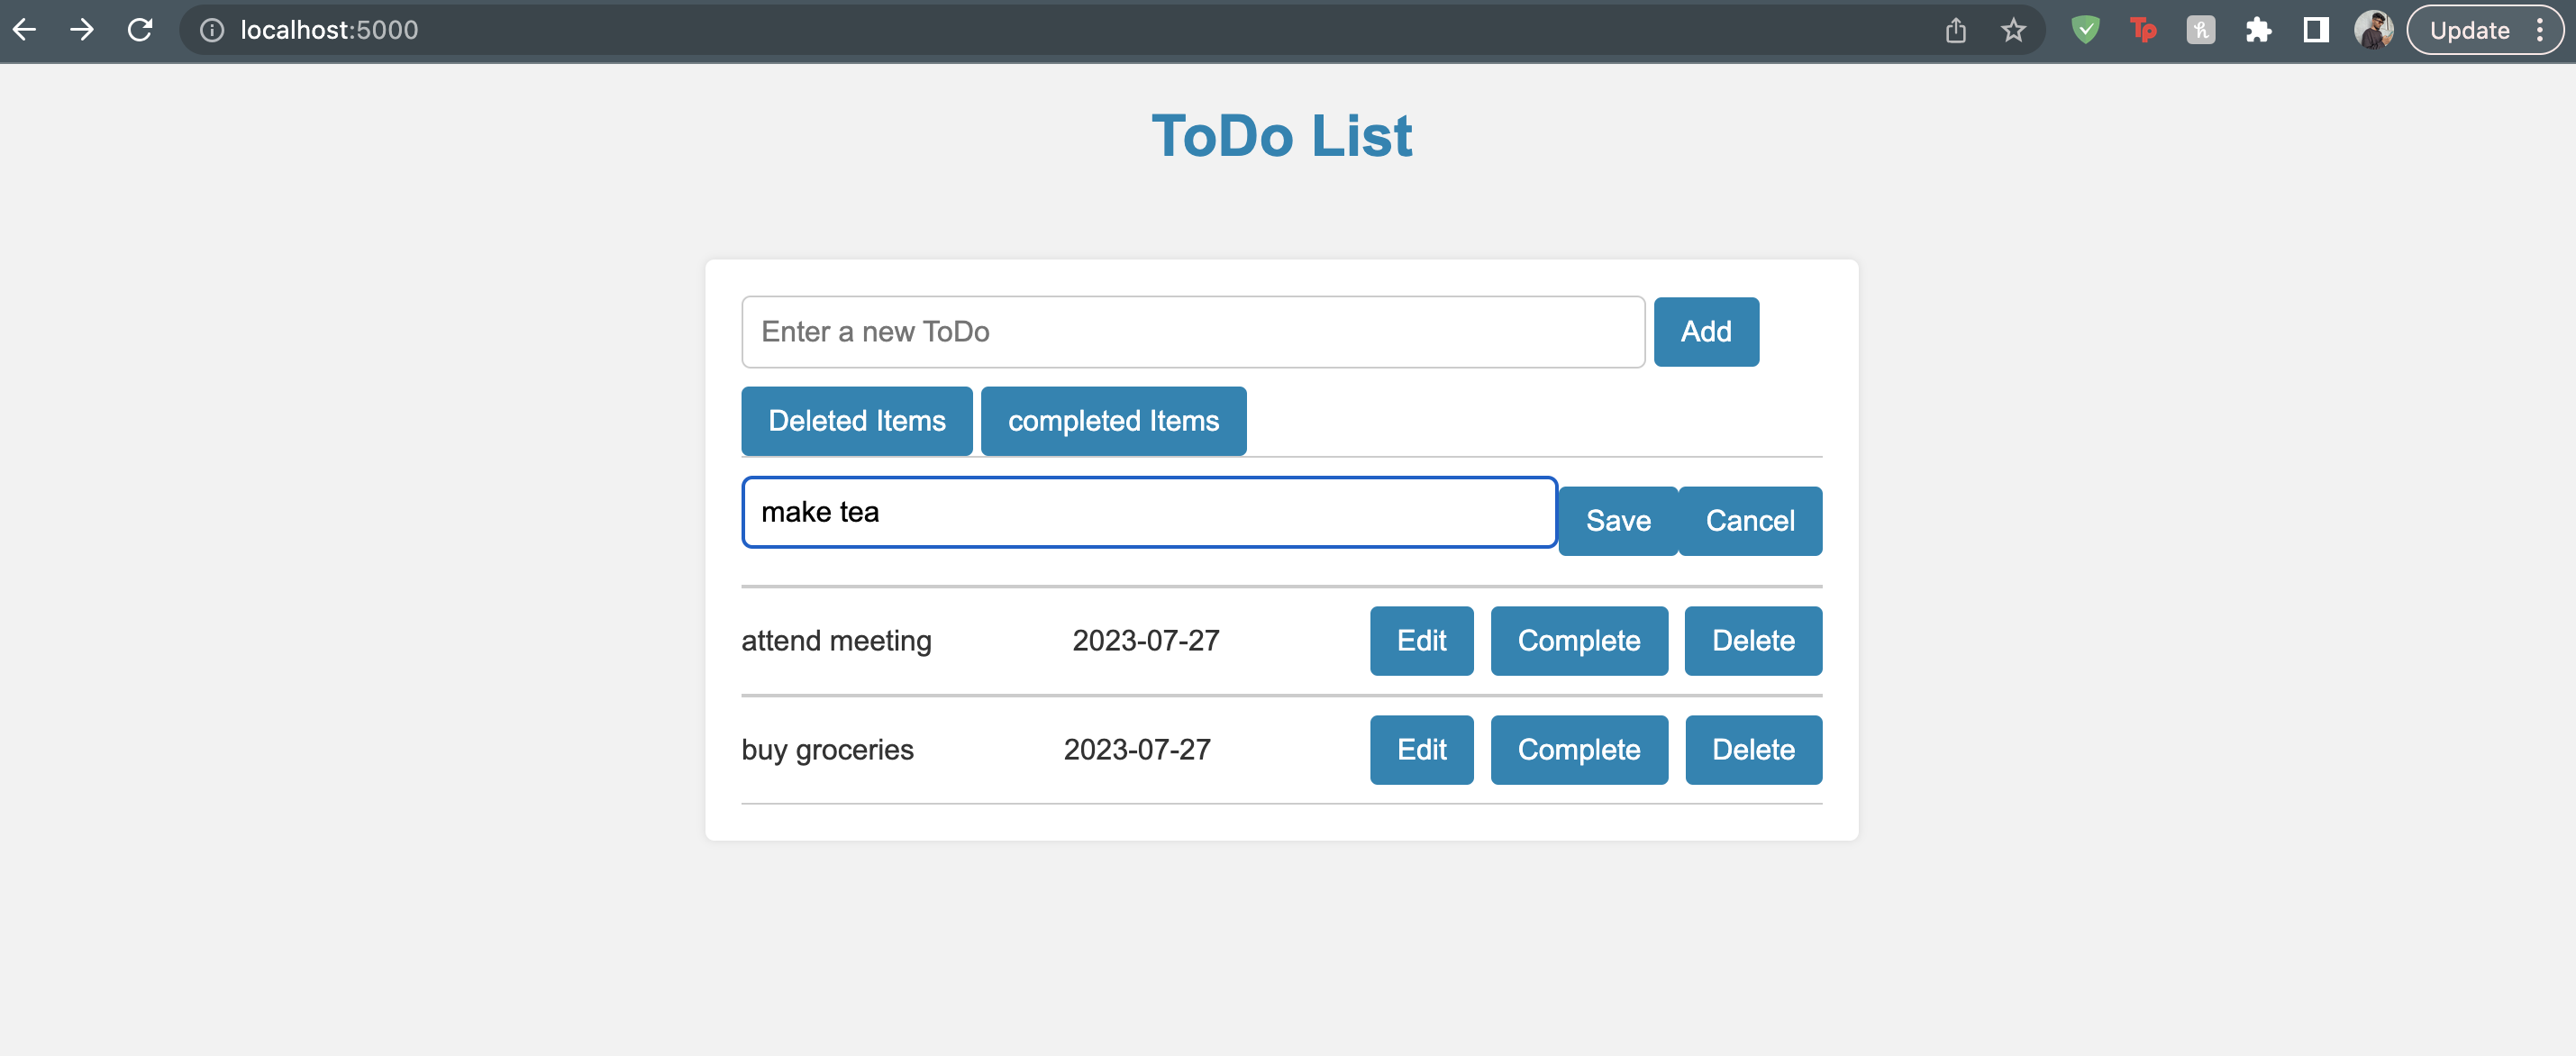 localhost:5000
Tp
Update
ToDo List
Enter a new ToDo Add
Deleted Items completed Items
make tea Save Cancel
attend meeting 2023-07-27 Edit Complete Delete
buy groceries 2023-07-27 Edit Complete Delete